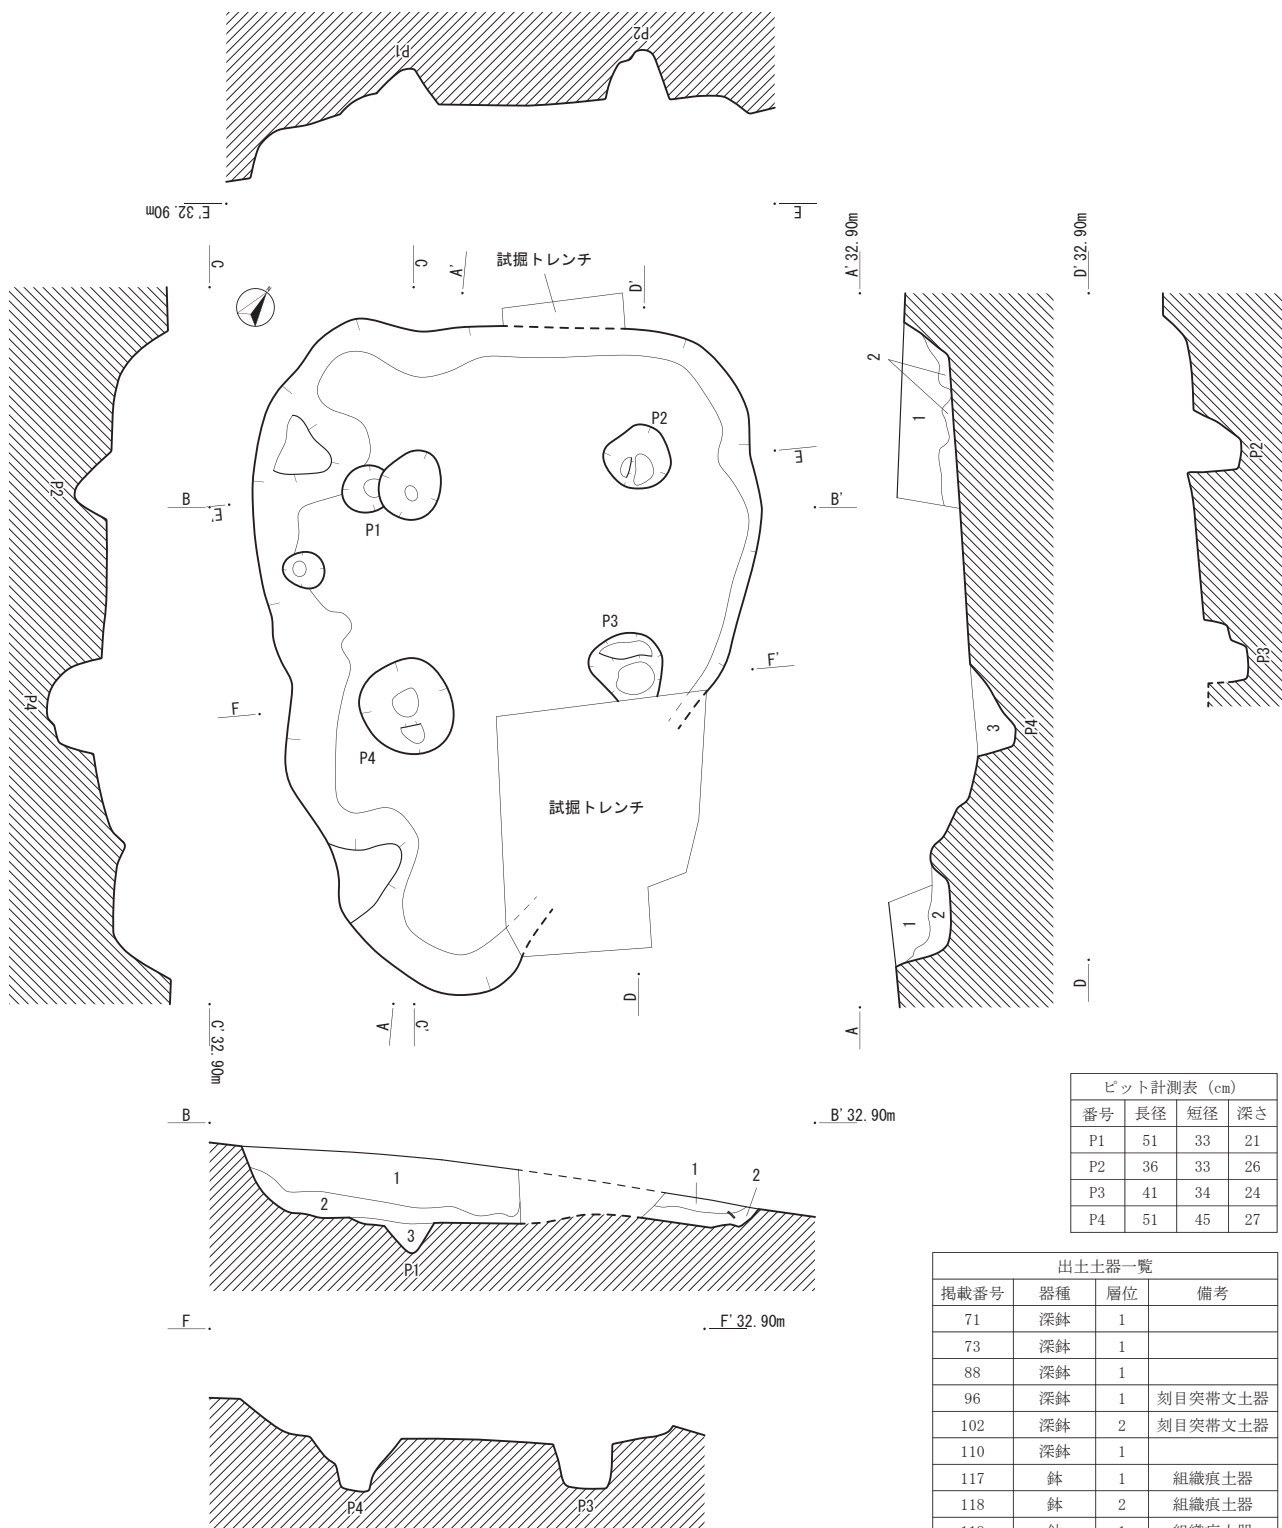 P1
P2
E' 32.90m
E
A' 32.90m
D' 32.90m
C
C
A'
試掘トレンチ
D'
2
1
P2
E
P2
P2
B
E'
B'
P1
P3
F'
P3
F
P4
P4
3
P4
試掘トレンチ
1
2
D
D
A
C'
A
C' 32.90m
ピット計測表（cm）
番号 長径 短径 深さ
P1 51 33 21
P2 36 33 26
P3 41 34 24
P4 51 45 27
B
B' 32.90m
1
1
2
2
3
P1
F
F' 32.90m
P4
P3
出土土器一覧
掲載番号 器種 層位 備考
71 深鉢 1
73 深鉢 1
88 深鉢 1
96 深鉢 1 刻目突帯文土器
102 深鉢 2 刻目突帯文土器
110 深鉢 1
117 鉢 1 組織痕土器
118 鉢 2 組織痕土器